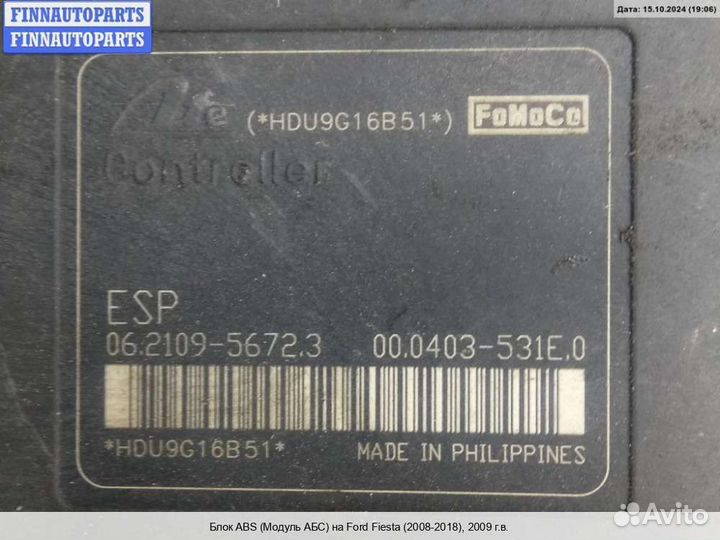 FINNAUTOPARTS
FINNAUTOPARTS
Дата: 15.10.2024 (19:06)
(*HDU9G16B51*) FoMoCo
Controller
ESP
06.2109-5672.3 00.0403-531E.0
*HDU9G16B51* MADE IN PHILIPPINES
Avito
Блок ABS (Модуль АБС) на Ford Fiesta (2008-2018), 2009 г.в.